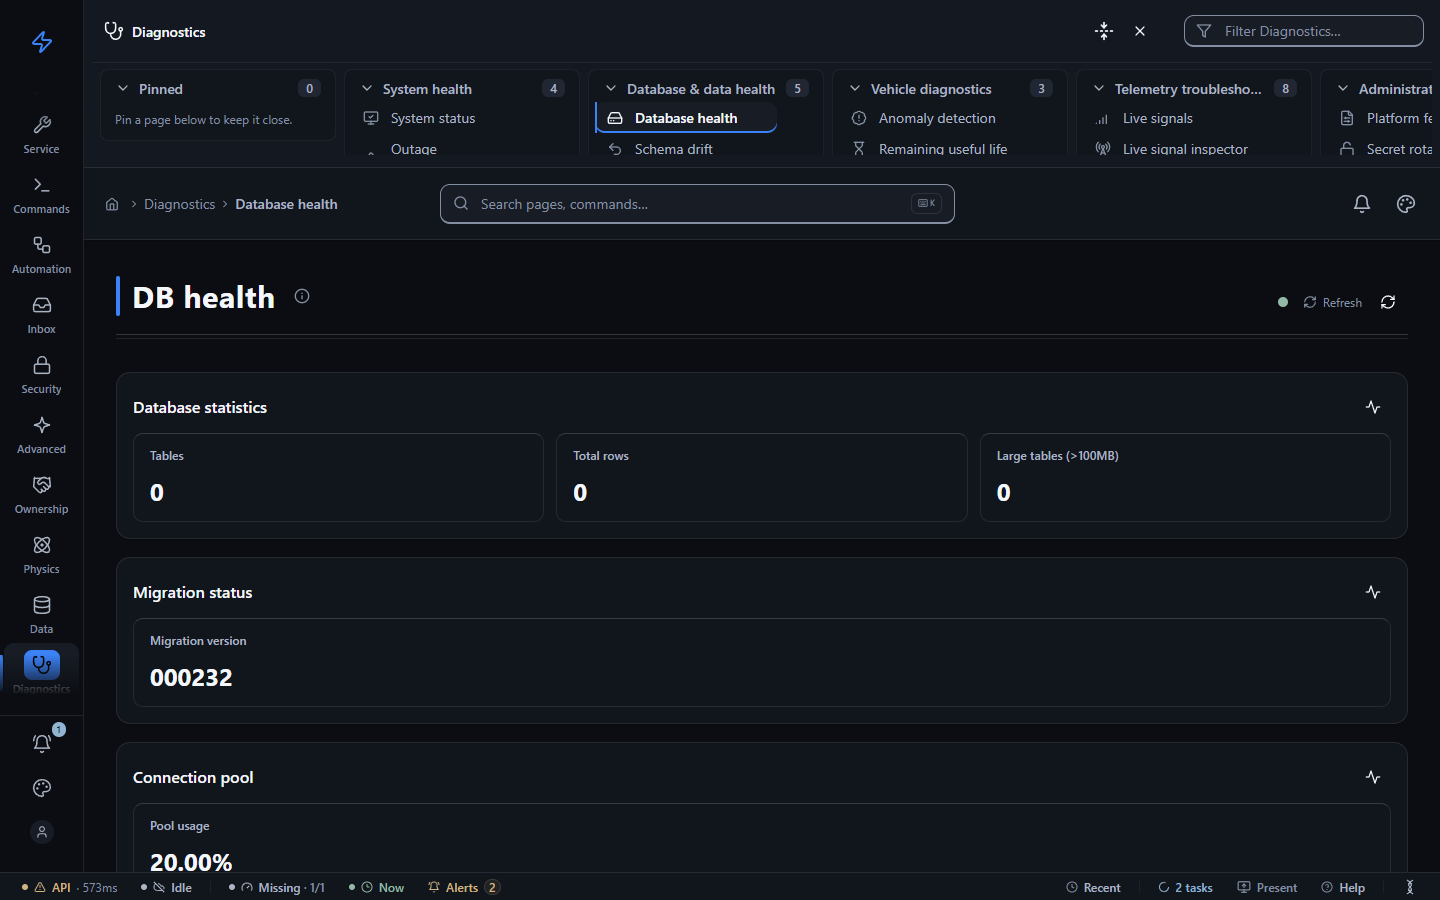 Diagnostics
Filter Diagnostics...
Pinned 0
Pin a page below to keep it close.
System health 4
System status
Outage
Database & data health 5
Database health
Schema drift
Vehicle diagnostics 3
Anomaly detection
Remaining useful life
Telemetry troublesho... 8
Live signals
Live signal inspector
Administrat
Platform fe
Secret rota
Service
Commands
Automation
Inbox
Security
Advanced
Ownership
Physics
Data
Diagnostics
1
Diagnostics > Database health
Search pages, commands...
K
DB health
Refresh
Database statistics
Tables
0
Total rows
0
Large tables (>100MB)
0
Migration status
Migration version
000232
Connection pool
Pool usage
20.00%
API · 573ms
Idle
Missing · 1/1
Now
Alerts 2
Recent
2 tasks
Present
Help